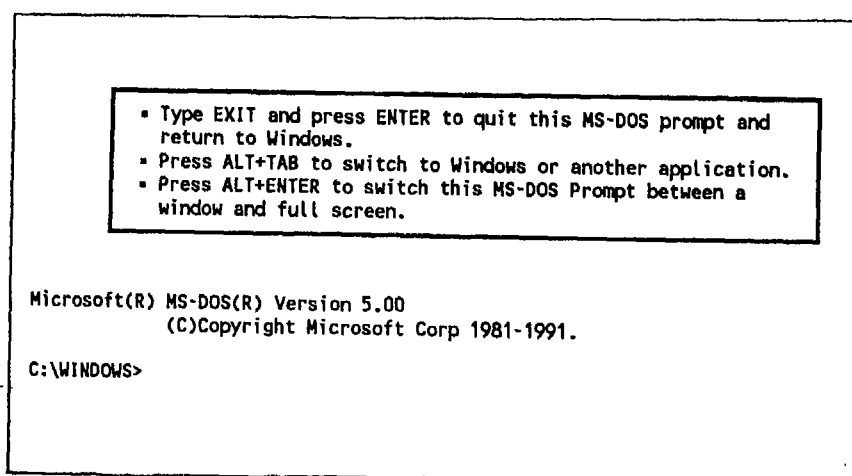 ▪ Type EXIT and press ENTER to quit this MS-DOS prompt and
return to Windows.
▪ Press ALT+TAB to switch to Windows or another application.
▪ Press ALT+ENTER to switch this MS-DOS Prompt between a
window and full screen.
Microsoft(R) MS-DOS(R) Version 5.00
(C)Copyright Microsoft Corp 1981-1991.
C:\WINDOWS>